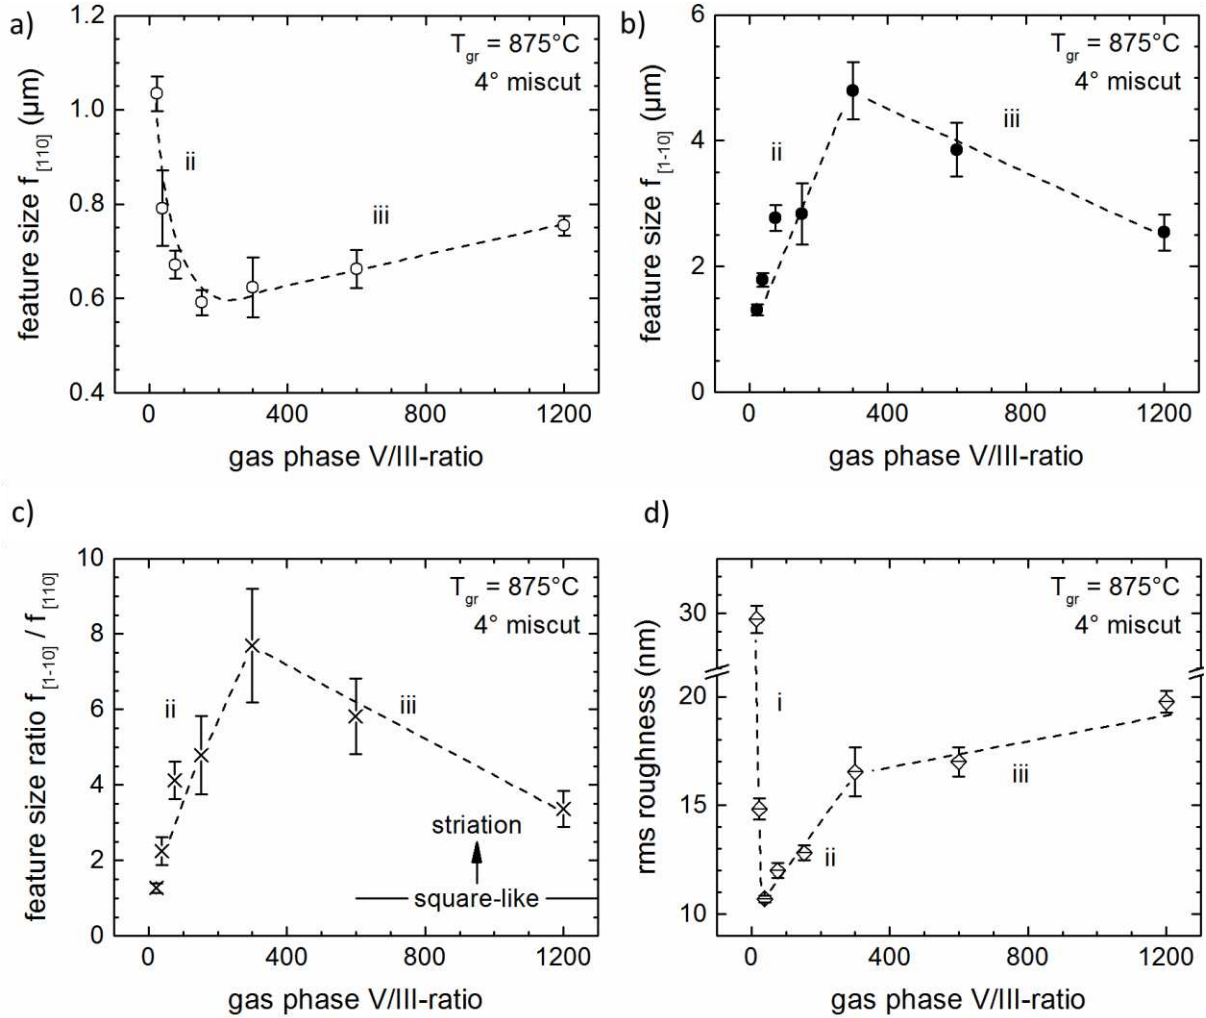 a)
1.2
1.0
0.8
0.6
0.4
feature size f[110] (μm)
T_gr = 875°C
4° miscut
ii
iii
0 400 800 1200
gas phase V/III-ratio
b)
6
4
2
0
feature size f[1-10] (μm)
T_gr = 875°C
4° miscut
ii
iii
0 400 800 1200
gas phase V/III-ratio
c)
10
8
6
4
2
0
feature size ratio f[1-10] / f[110]
T_gr = 875°C
4° miscut
ii
iii
striation
square-like
0 400 800 1200
gas phase V/III-ratio
d)
30
20
15
10
rms roughness (nm)
T_gr = 875°C
4° miscut
i
ii
iii
0 400 800 1200
gas phase V/III-ratio